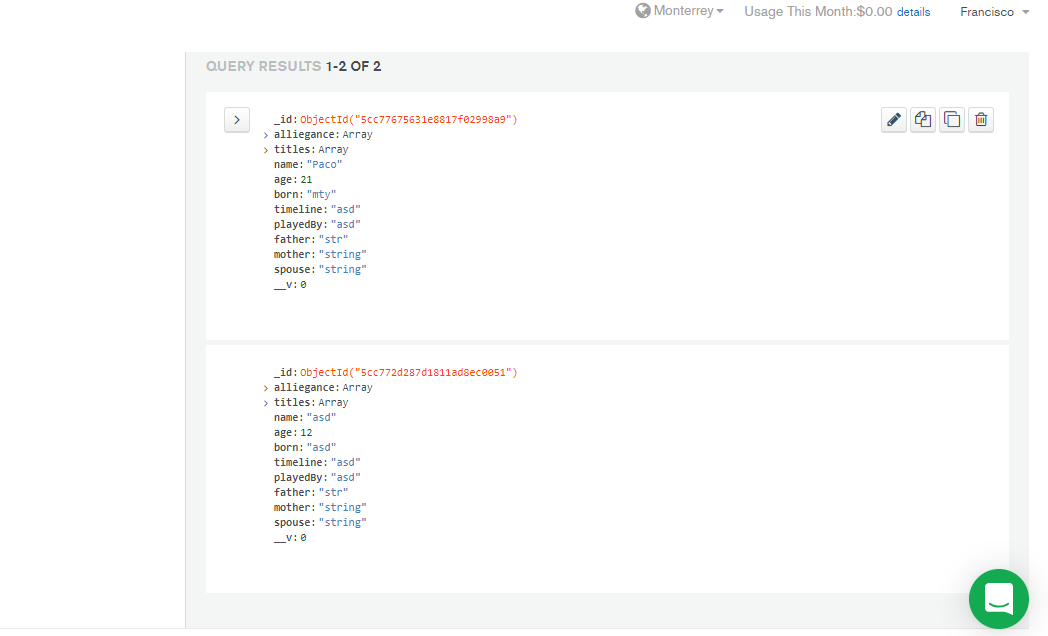 Monterrey Usage This Month:$0.00 details Francisco
QUERY RESULTS 1-2 OF 2
_id: ObjectId("5cc77675631e8817f02998a9")
> alliegance: Array
> titles: Array
name: "Paco"
age: 21
born: "mty"
timeline: "asd"
playedBy: "asd"
father: "str"
mother: "string"
spouse: "string"
__v: 0
_id: ObjectId("5cc772d287d1811ad8ec0051")
> alliegance: Array
> titles: Array
name: "asd"
age: 12
born: "asd"
timeline: "asd"
playedBy: "asd"
father: "str"
mother: "string"
spouse: "string"
__v: 0